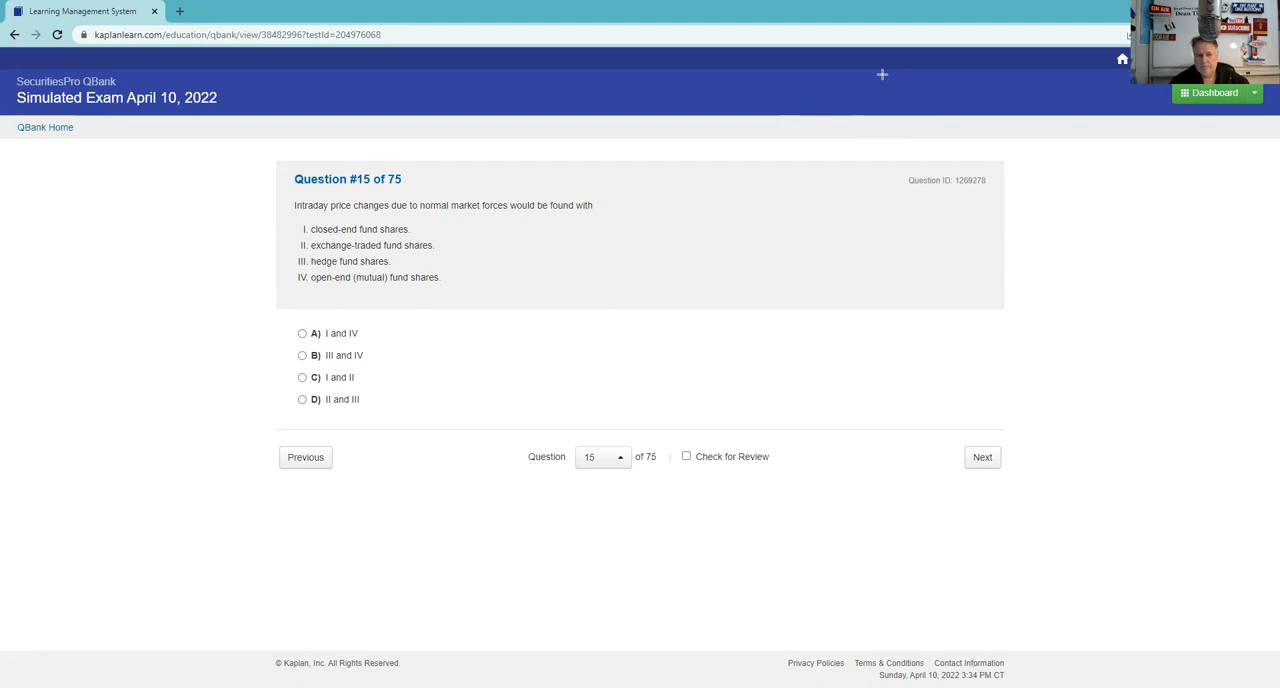 Learning Management System
kaplanlearn.com/education/qbank/view/38482996?testId=204976068
ON AIR
SecuritiesPro QBank
Simulated Exam April 10, 2022
Dashboard
QBank Home
Question #15 of 75
Question ID: 1269278
Intraday price changes due to normal market forces would be found with
I. closed-end fund shares.
II. exchange-traded fund shares.
III. hedge fund shares.
IV. open-end (mutual) fund shares.
A) I and IV
B) III and IV
C) I and II
D) II and III
Previous
Question 15 of 75 | Check for Review
Next
© Kaplan, Inc. All Rights Reserved.
Privacy Policies Terms & Conditions Contact Information
Sunday, April 10, 2022 3:34 PM CT